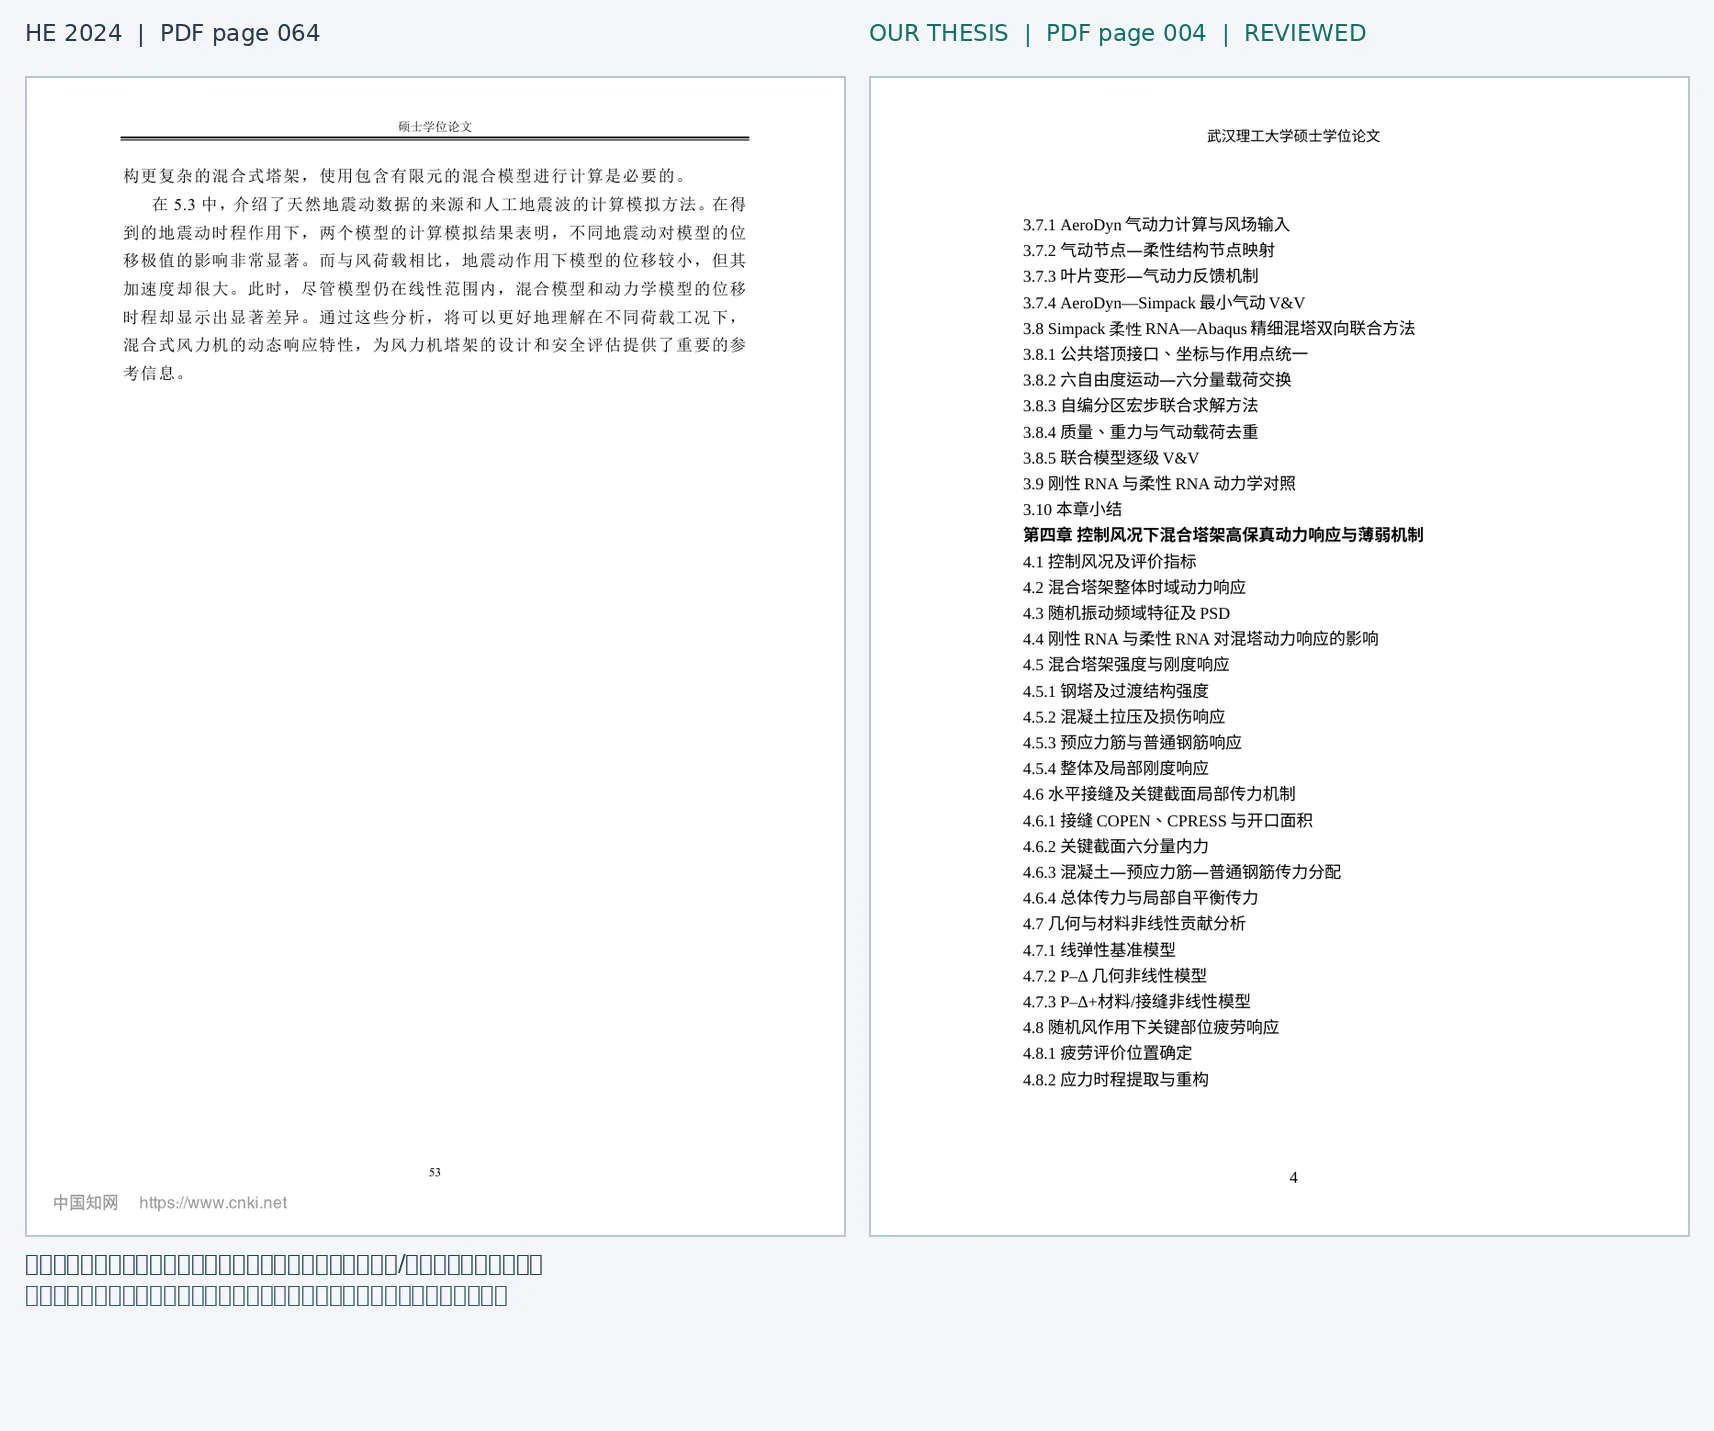 HE 2024 | PDF page 064
硕士学位论文
构更复杂的混合式塔架，使用包含有限元的混合模型进行计算是必要的。
在 5.3 中，介绍了天然地震动数据的来源和人工地震波的计算模拟方法。在得
到的地震动时程作用下，两个模型的计算模拟结果表明，不同地震动对模型的位
移极值的影响非常显著。而与风荷载相比，地震动作用下模型的位移较小，但其
加速度却很大。此时，尽管模型仍在线性范围内，混合模型和动力学模型的位移
时程却显示出显著差异。通过这些分析，将可以更好地理解在不同荷载工况下，
混合式风力机的动态响应特性，为风力机塔架的设计和安全评估提供了重要的参
考信息。
53
中国知网 https://www.cnki.net
OUR THESIS | PDF page 004 | REVIEWED
武汉理工大学硕士学位论文
3.7.1 AeroDyn 气动力计算与风场输入
3.7.2 气动节点—柔性结构节点映射
3.7.3 叶片变形—气动力反馈机制
3.7.4 AeroDyn—Simpack 最小气动 V&V
3.8 Simpack 柔性 RNA—Abaqus 精细混塔双向联合方法
3.8.1 公共塔顶接口、坐标与作用点统一
3.8.2 六自由度运动—六分量载荷交换
3.8.3 自编分区宏步联合求解方法
3.8.4 质量、重力与气动载荷去重
3.8.5 联合模型逐级 V&V
3.9 刚性 RNA 与柔性 RNA 动力学对照
3.10 本章小结
第四章 控制风况下混合塔架高保真动力响应与薄弱机制
4.1 控制风况及评价指标
4.2 混合塔架整体时域动力响应
4.3 随机振动频域特征及 PSD
4.4 刚性 RNA 与柔性 RNA 对混塔动力响应的影响
4.5 混合塔架强度与刚度响应
4.5.1 钢塔及过渡结构强度
4.5.2 混凝土拉压及损伤响应
4.5.3 预应力筋与普通钢筋响应
4.5.4 整体及局部刚度响应
4.6 水平接缝及关键截面局部传力机制
4.6.1 接缝 COPEN、CPRESS 与开口面积
4.6.2 关键截面六分量内力
4.6.3 混凝土—预应力筋—普通钢筋传力分配
4.6.4 总体传力与局部自平衡传力
4.7 几何与材料非线性贡献分析
4.7.1 线弹性基准模型
4.7.2 P–Δ 几何非线性模型
4.7.3 P–Δ+材料/接缝非线性模型
4.8 随机风作用下关键部位疲劳响应
4.8.1 疲劳评价位置确定
4.8.2 应力时程提取与重构
4